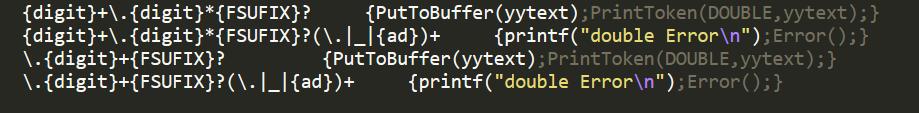 {digit}+\.{digit}*{FSUFIX}?     {PutToBuffer(yytext);PrintToken(DOUBLE,yytext);}
{digit}+\.{digit}*{FSUFIX}?(\.|_|{ad})+     {printf("double Error\n");Error();}
\.{digit}+{FSUFIX}?         {PutToBuffer(yytext);PrintToken(DOUBLE,yytext);}
\.{digit}+{FSUFIX}?(\.|_|{ad})+     {printf("double Error\n");Error();}